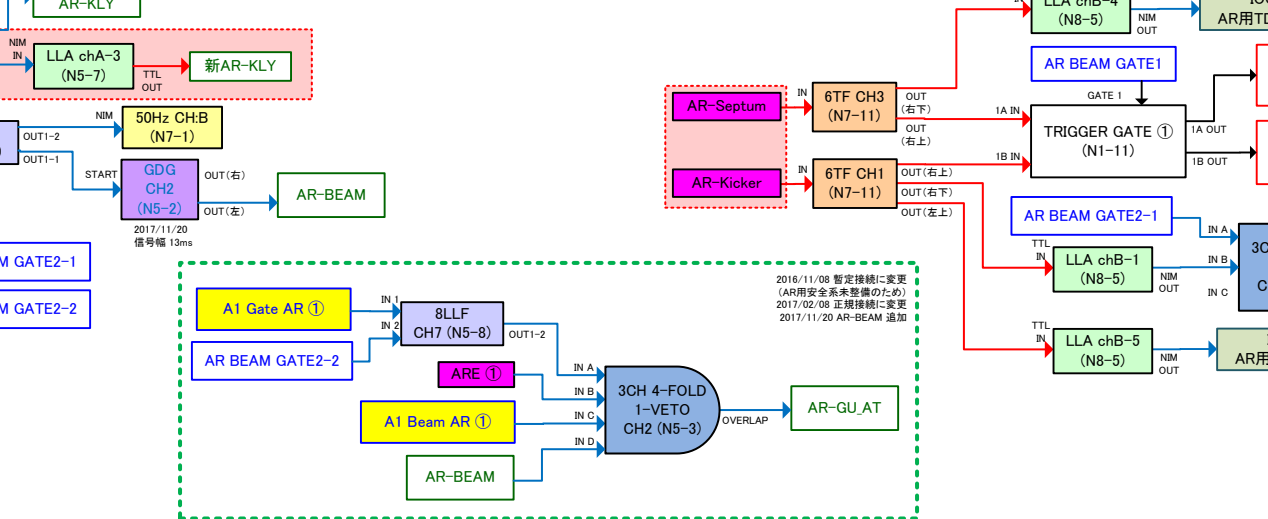 AR-KLY
NIM
IN
LLA chA-3
(N5-7)
TTL
OUT
新AR-KLY
OUT1-2
OUT1-1
NIM
50Hz CH:B
(N7-1)
START
GDG
CH2
(N5-2)
OUT(右)
OUT(左)
AR-BEAM
2017/11/20
信号幅 13ms
GATE2-1
GATE2-2
A1 Gate AR ①
AR BEAM GATE2-2
IN 1
IN 2
8LLF
CH7 (N5-8)
OUT1-2
ARE ①
A1 Beam AR ①
AR-BEAM
IN A
IN B
IN C
IN D
3CH 4-FOLD
1-VETO
CH2 (N5-3)
OVERLAP
AR-GU_AT
2016/11/08 暫定接続に変更
(AR用安全系未整備のため)
2017/02/08 正規接続に変更
2017/11/20 AR-BEAM 追加
AR-Septum
IN
6TF CH3
(N7-11)
OUT
(右下)
OUT
(右上)
AR-Kicker
IN
6TF CH1
(N7-11)
OUT(右上)
OUT(右下)
OUT(左上)
LLA chB-4
(N8-5)
NIM
OUT
AR用
AR BEAM GATE1
GATE 1
1A IN
1B IN
TRIGGER GATE ①
(N1-11)
1A OUT
1B OUT
AR BEAM GATE2-1
TTL
IN
LLA chB-1
(N8-5)
NIM
OUT
IN A
IN B
IN C
TTL
IN
LLA chB-5
(N8-5)
NIM
OUT
AR用